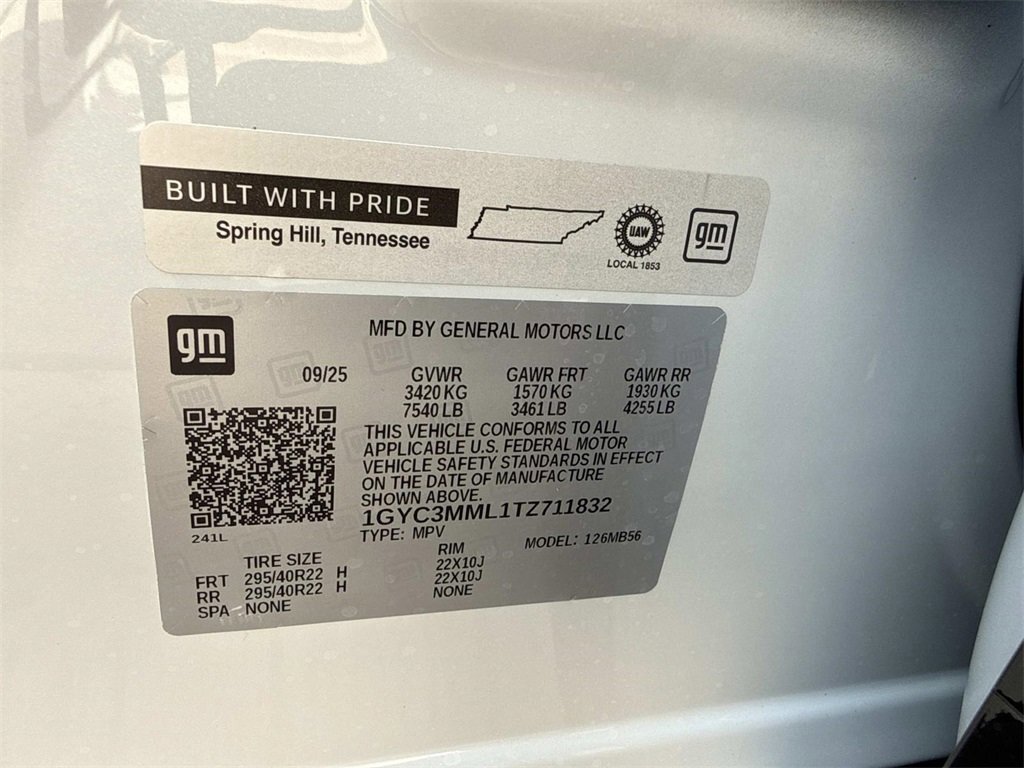 BUILT WITH PRIDE
Spring Hill, Tennessee
UAW
LOCAL 1853
gm
gm
MFD BY GENERAL MOTORS LLC
09/25 GVWR GAWR FRT GAWR RR
3420 KG 1570 KG 1930 KG
7540 LB 3461 LB 4255 LB
THIS VEHICLE CONFORMS TO ALL
APPLICABLE U.S. FEDERAL MOTOR
VEHICLE SAFETY STANDARDS IN EFFECT
ON THE DATE OF MANUFACTURE
SHOWN ABOVE.
1GYC3MML1TZ711832
241L
TYPE: MPV MODEL: 126MB56
TIRE SIZE RIM
FRT 295/40R22 H 22X10J
RR 295/40R22 H 22X10J
SPA NONE NONE